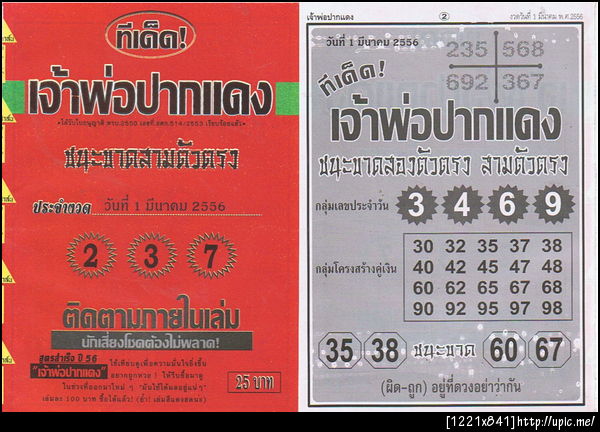 ทีเด็ด!
เจ้าพ่อปากแดง
ชนะขาดสามตัวตรง
ประจำงวด วันที่ 1 มีนาคม 2556
2 3 7
ติดตามภายในเล่ม
นักเสี่ยงโชคต้องไม่พลาด!
สูตรสำเร็จ ปี 56
"เจ้าพ่อปากแดง"
25 บาท
เจ้าพ่อปากแดง ② งวดวันที่ 1 มีนาคม พ.ศ.2556
วันที่ 1 มีนาคม 2556
235 568
692 367
ทีเด็ด!
เจ้าพ่อปากแดง
ชนะขาดสองตัวตรง สามตัวตรง
กลุ่มเลขประจำวัน 3 4 6 9
กลุ่มโครงสร้างคู่เงิน
30 32 35 37 38
40 42 45 47 48
60 62 65 67 68
90 92 95 97 98
35 38 ชนะขาด 60 67
(ผิด-ถูก) อยู่ที่ดวงอย่าว่ากัน
[1221x841]http://upic.me/